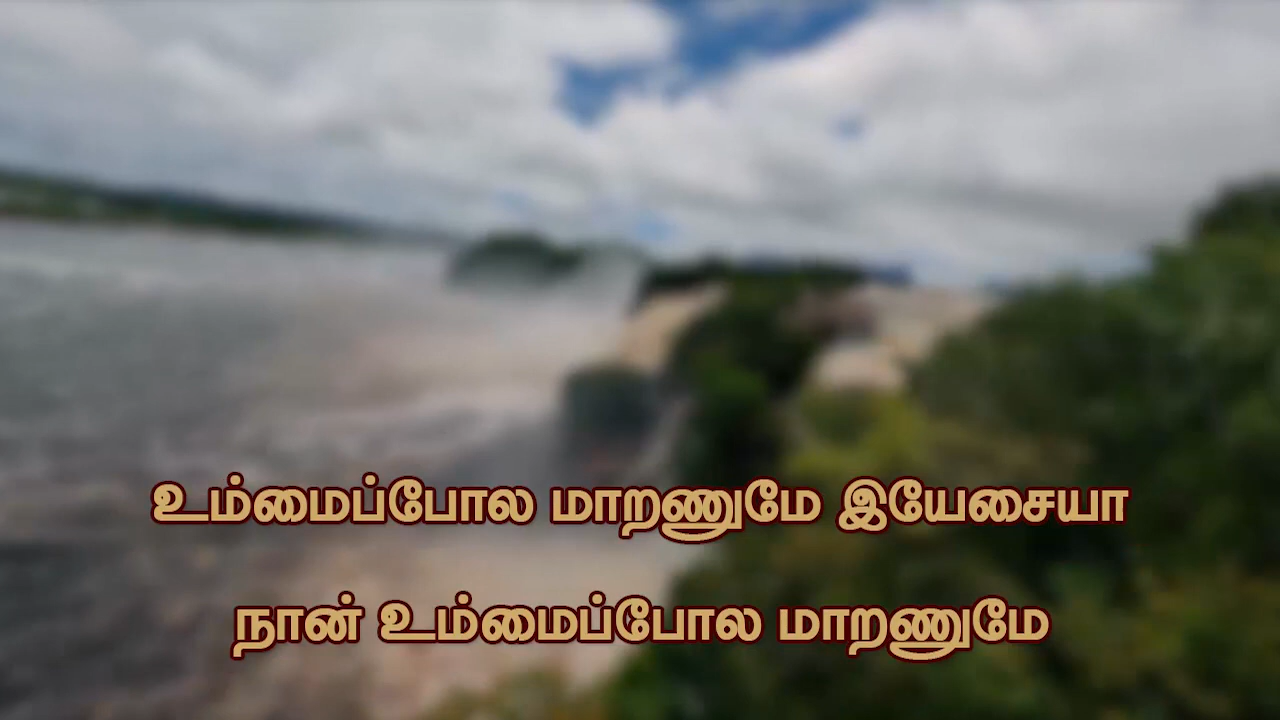 உம்மைப்போல மாறணுமே இயேசையா
நான் உம்மைப்போல மாறணுமே